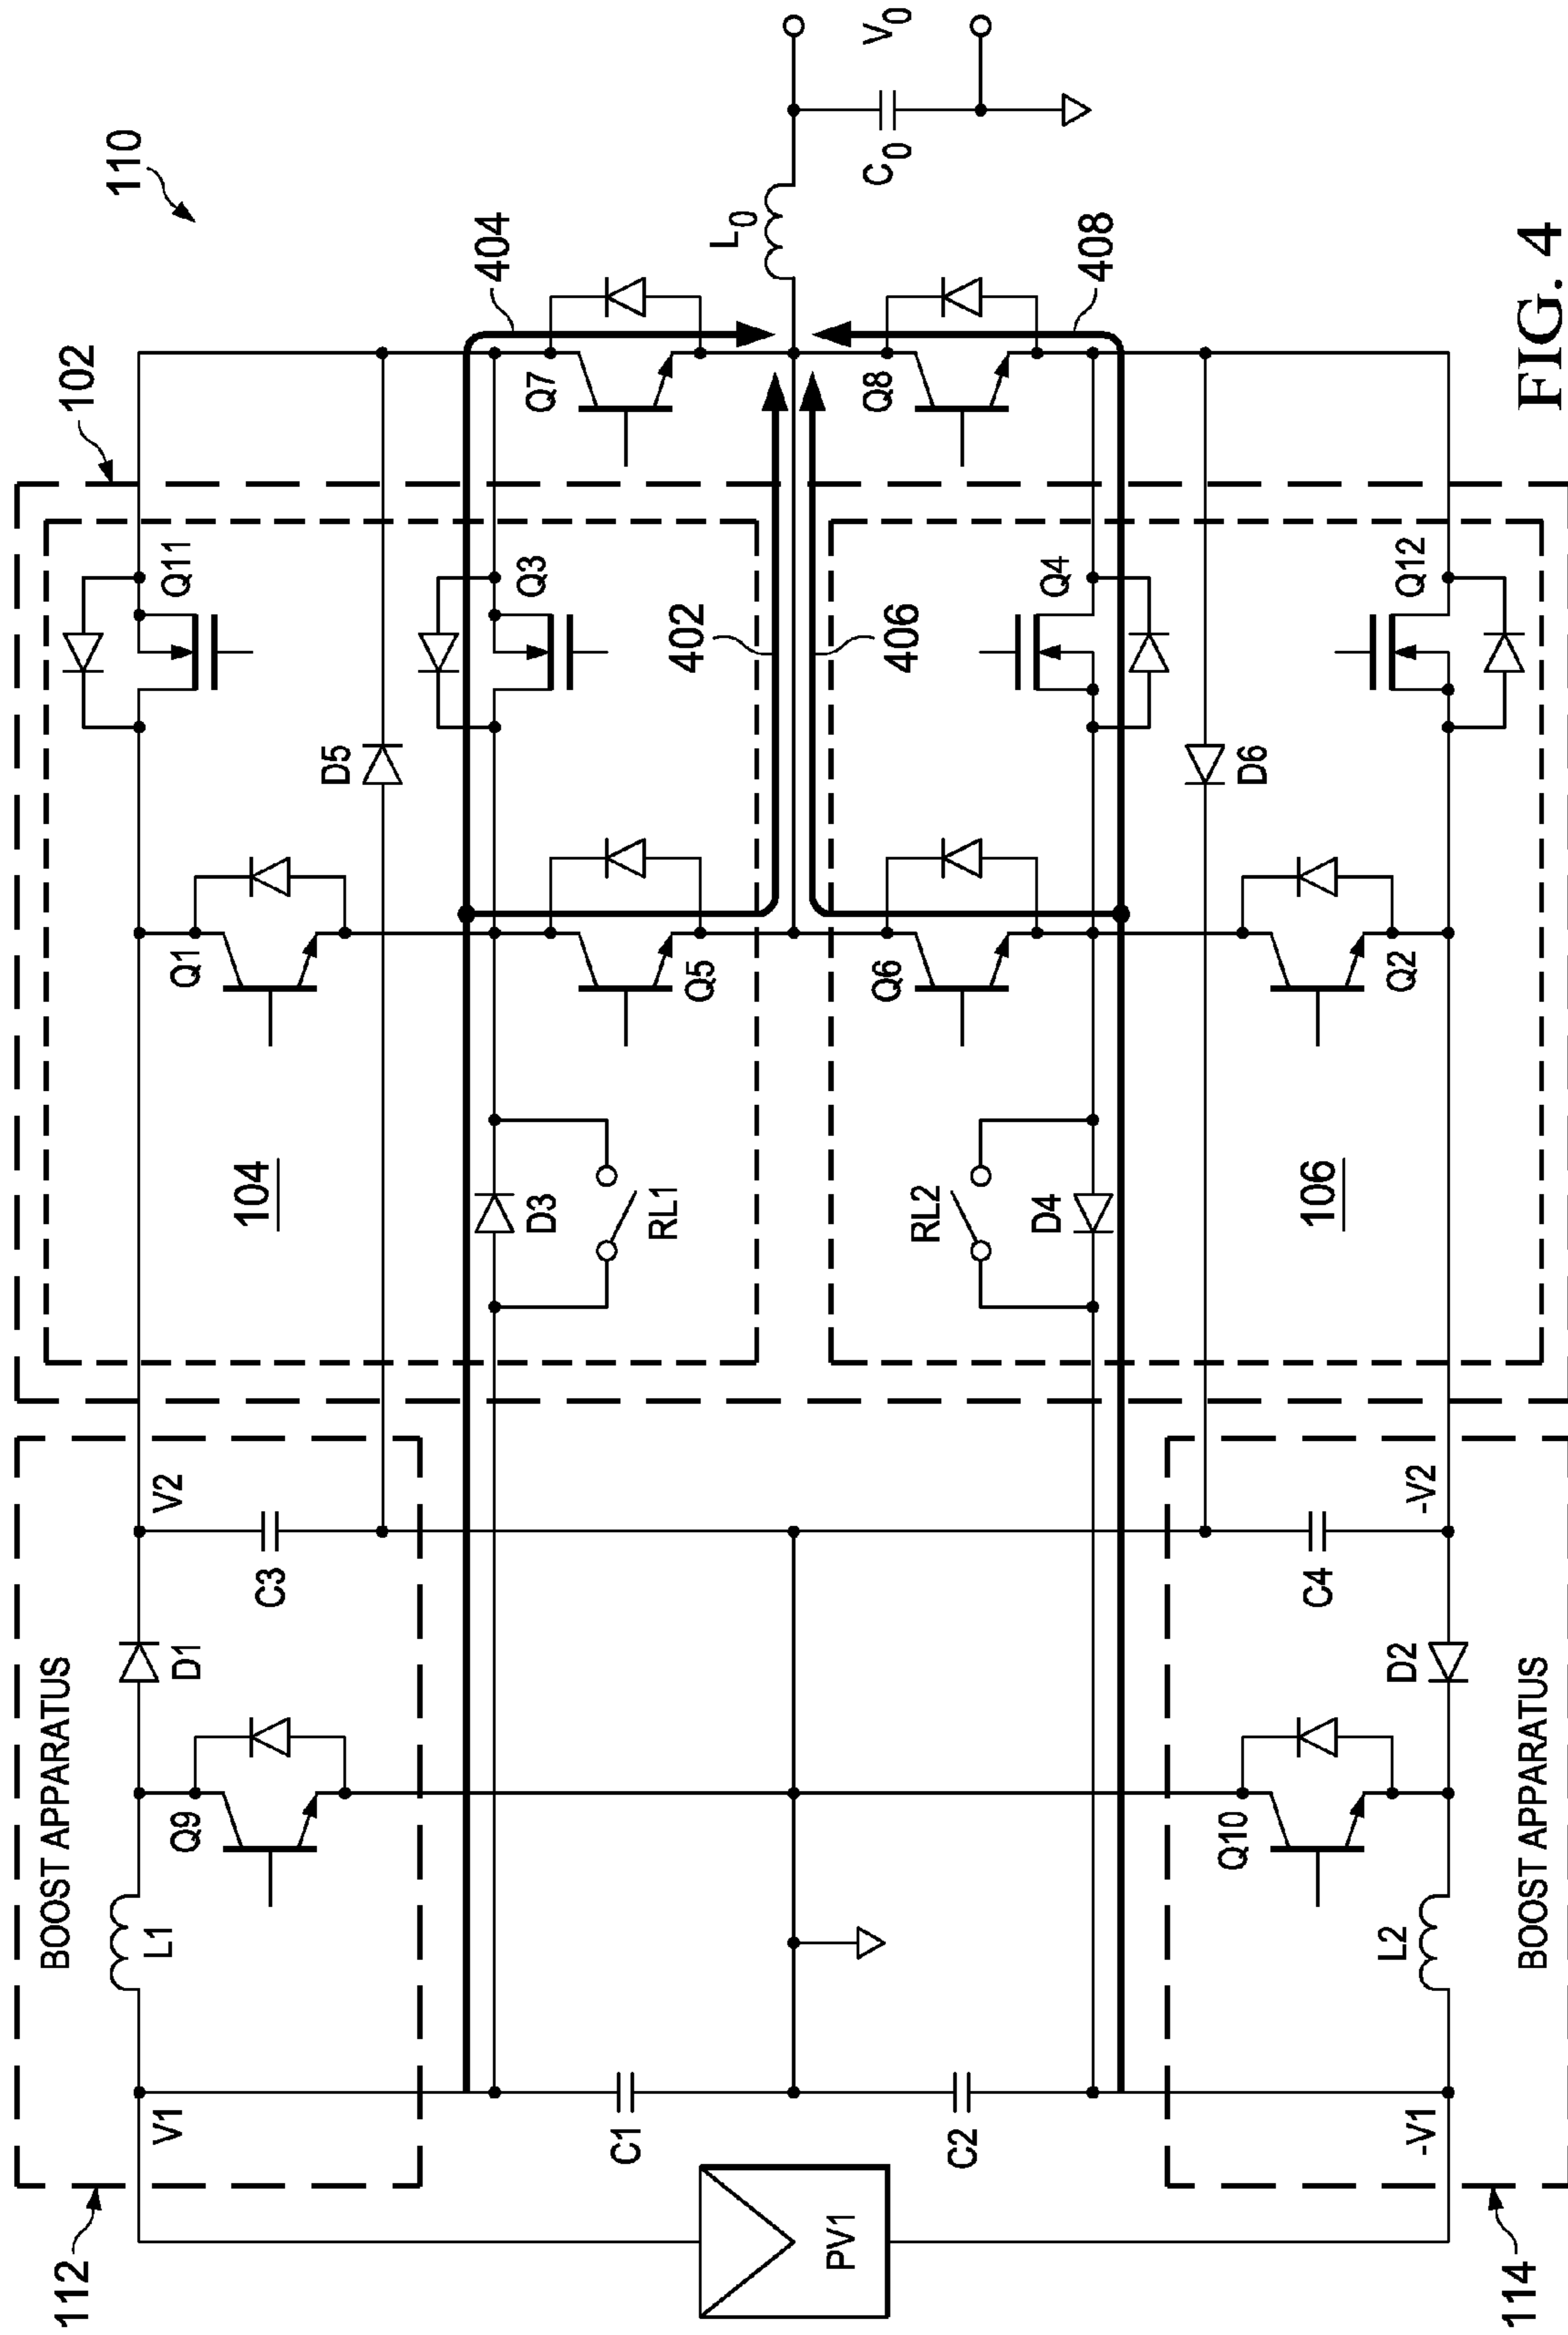 110
102
112
BOOST APPARATUS
V1
L1
Q9
D1
V2
C3
104
Q1
Q11
D5
D3
RL1
Q5
Q3
402
Q7
404
PV1
C1
C2
L0
C0
V0
RL2
D4
Q6
Q4
406
Q8
408
106
Q2
D6
Q12
Q10
L2
D2
C4
-V1
-V2
BOOST APPARATUS
114
FIG. 4